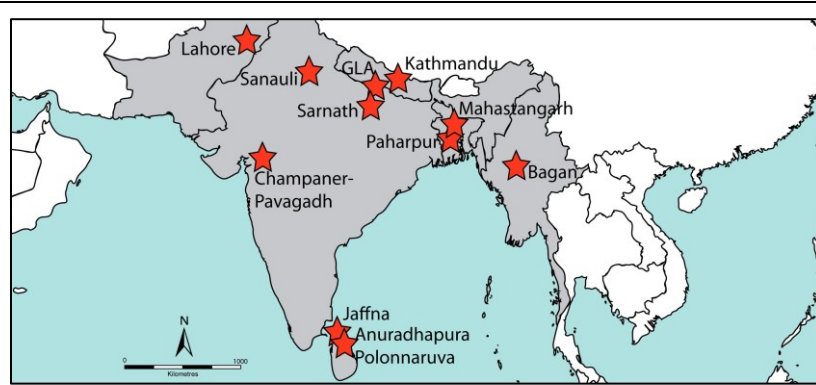 Lahore
Sanauli
GLA
Kathmandu
Sarnath
Mahastangarh
Paharpur
Champaner-
Pavagadh
Bagan
Jaffna
Anuradhapura
Polonnaruva
N
0 1000
Kilometres